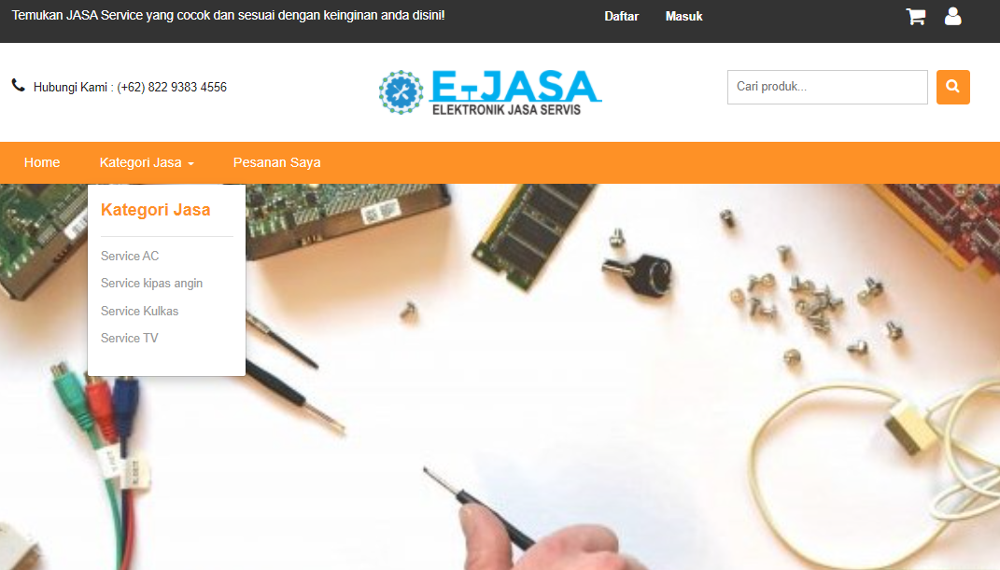 Temukan JASA Service yang cocok dan sesuai dengan keinginan anda disini!
Daftar
Masuk
Hubungi Kami : (+62) 822 9383 4556
E-JASA
ELEKTRONIK JASA SERVIS
Cari produk...
Home
Kategori Jasa
Pesanan Saya
Kategori Jasa
Service AC
Service kipas angin
Service Kulkas
Service TV